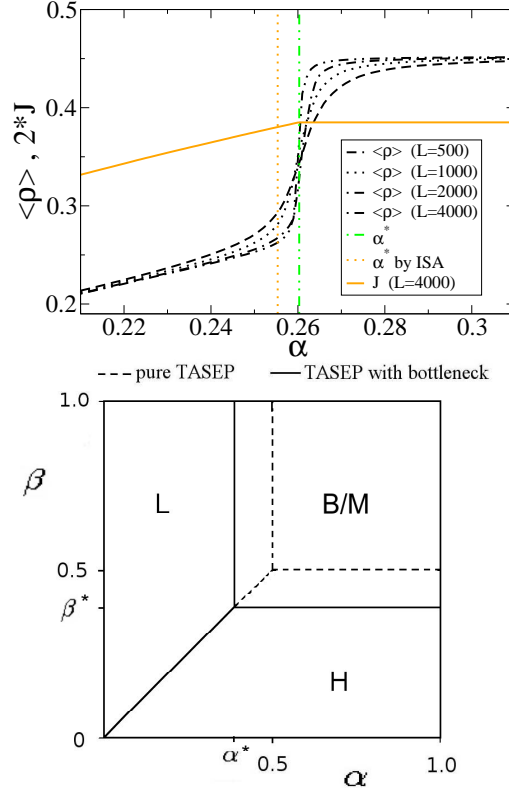 0.5
0.4
0.3
0.2
<ρ> , 2*J
<ρ> (L=500)
<ρ> (L=1000)
<ρ> (L=2000)
<ρ> (L=4000)
α*
α* by ISA
J (L=4000)
0.22 0.24 0.26 0.28 0.3
α
pure TASEP TASEP with bottleneck
1.0
β
L B/M
0.5
β*
H
0
α* 0.5 1.0
α